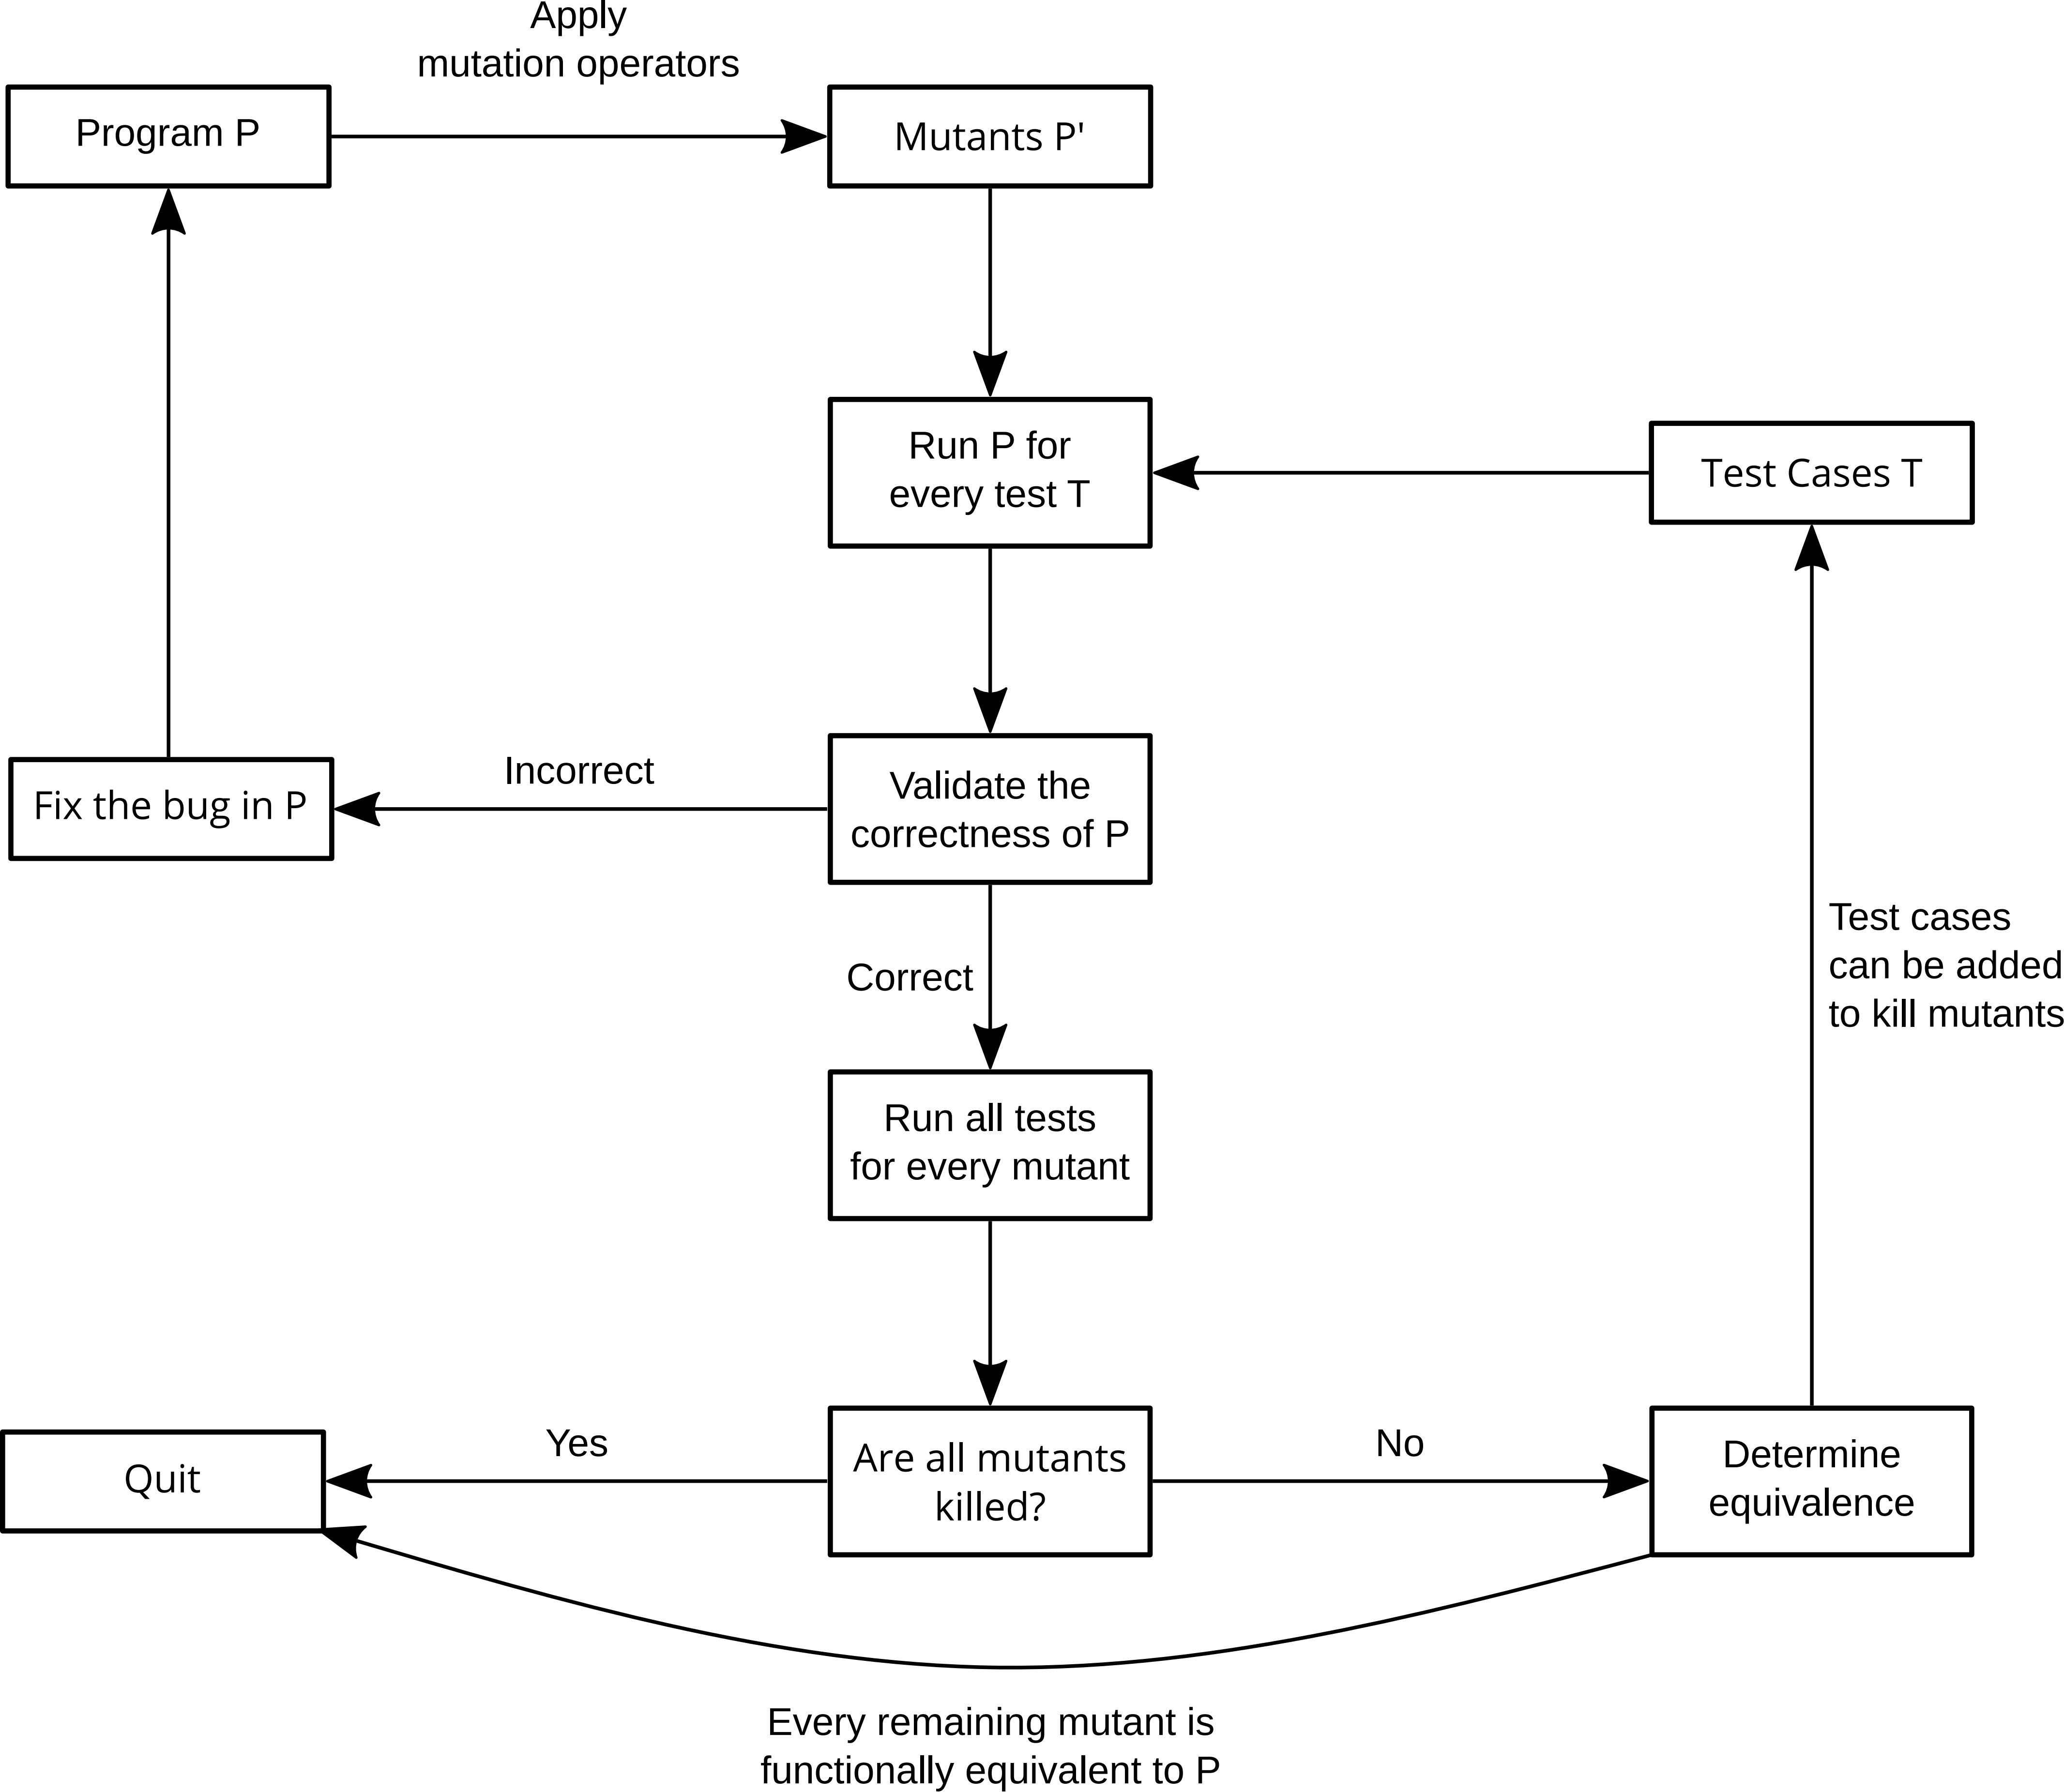 Apply
mutation operators
Program P
Mutants P'
Run P for
every test T
Test Cases T
Incorrect
Fix the bug in P
Validate the
correctness of P
Test cases
can be added
to kill mutants
Correct
Run all tests
for every mutant
Yes
No
Quit
Are all mutants
killed?
Determine
equivalence
Every remaining mutant is
functionally equivalent to P